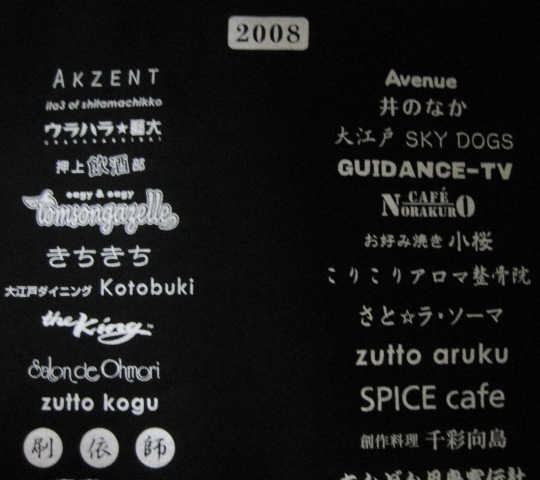 2008
AKZENT
ita3 of shitamachikko
ウラハラ★
押上 飲酒部
eagy & eagy
tomsongazelle
きちきち
大江戸ダイニング Kotobuki
the King™
Salon de Ohmori
zutto kogu
刷 依 師
Avenue
井のなか
大江戸 SKY DOGS
GUIDANCE-TV
CAFÉ
NORAKURO
お好み焼き 小桜
こりこりアロマ整骨院
さと☆ラ・ソーマ
zutto aruku
SPICE cafe
創作料理 千彩向島